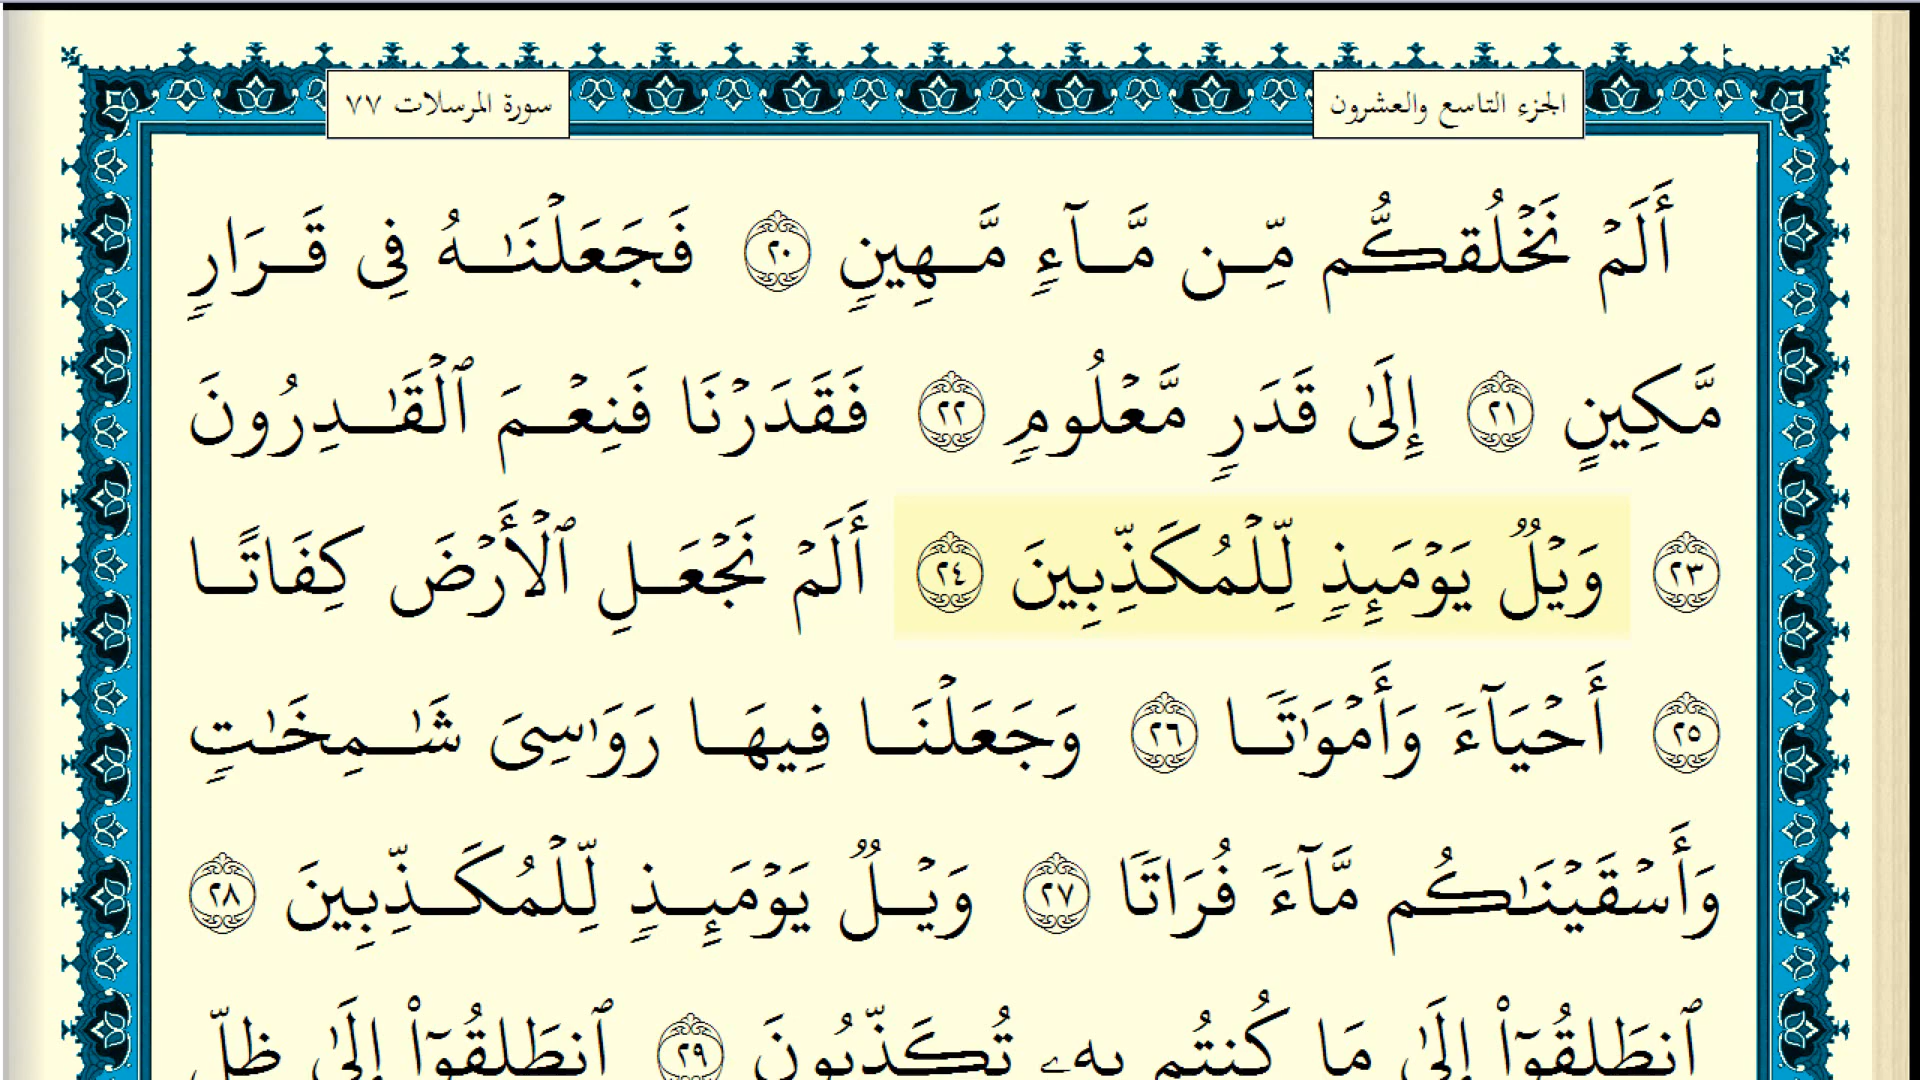 الجزء التاسع والعشرون
سورة المرسلات ٧٧
أَلَمْ نَخْلُقكُّم مِّن مَّآءٍ مَّهِينٍ ٢٠ فَجَعَلْنَٰهُ فِى قَرَارٍ
مَّكِينٍ ٢١ إِلَىٰ قَدَرٍ مَّعْلُومٍ ٢٢ فَقَدَرْنَا فَنِعْمَ ٱلْقَٰدِرُونَ
٢٣ وَيْلٌ يَوْمَئِذٍ لِّلْمُكَذِّبِينَ ٢٤ أَلَمْ نَجْعَلِ ٱلْأَرْضَ كِفَاتًا
٢٥ أَحْيَآءً وَأَمْوَٰتًا ٢٦ وَجَعَلْنَا فِيهَا رَوَٰسِىَ شَٰمِخَٰتٍ
وَأَسْقَيْنَٰكُم مَّآءً فُرَاتًا ٢٧ وَيْلٌ يَوْمَئِذٍ لِّلْمُكَذِّبِينَ ٢٨
ٱنطَلِقُوٓا۟ إِلَىٰ مَا كُنتُم بِهِۦ تُكَذِّبُونَ ٢٩ ٱنطَلِقُوٓا۟ إِلَىٰ ظِلٍّ